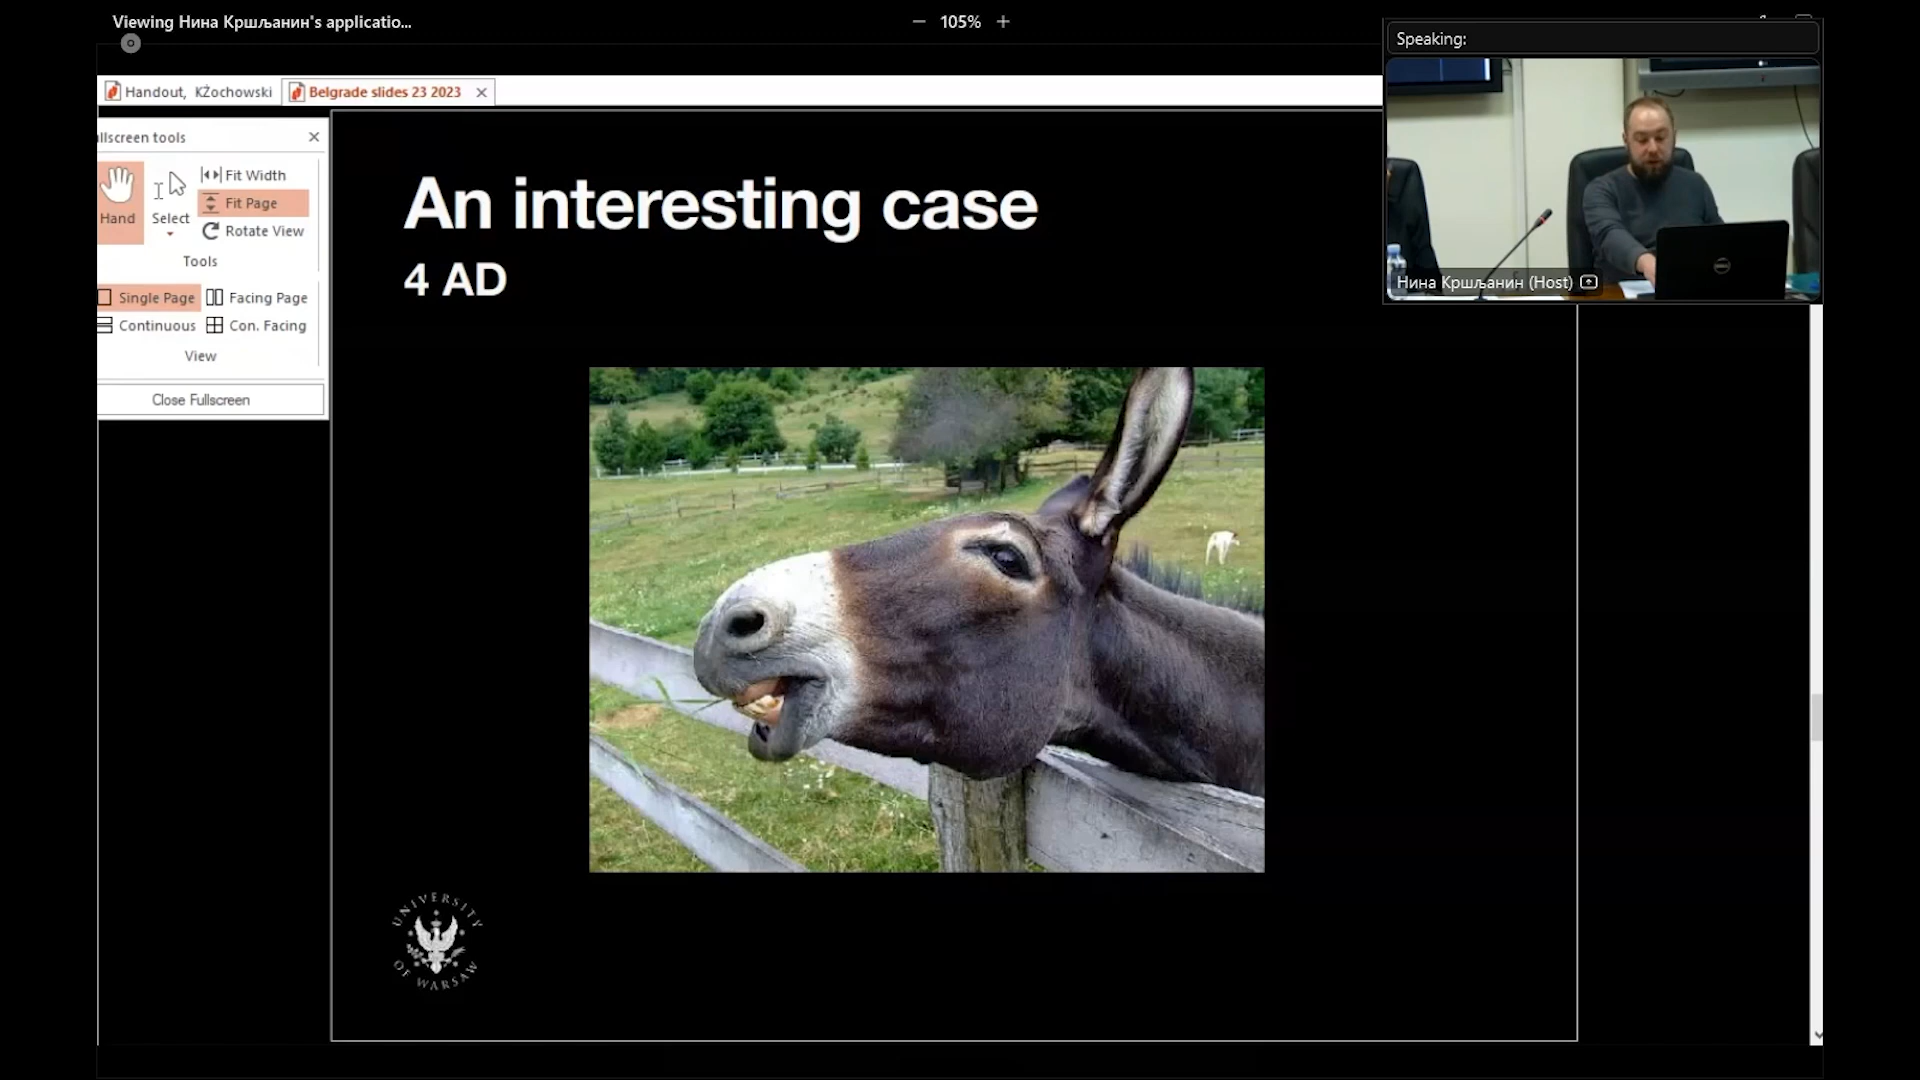 Viewing Нина Кршљанин's applicatio...
105%
Speaking:
Handout, KŻochowski
Belgrade slides 23 2023
llscreen tools
Hand
Select
Fit Width
Fit Page
Rotate View
Tools
Single Page
Facing Page
Continuous
Con. Facing
View
Close Fullscreen
An interesting case
4 AD
Нина Кршљанин (Host)
UNIVERSITY
OF WARSAW